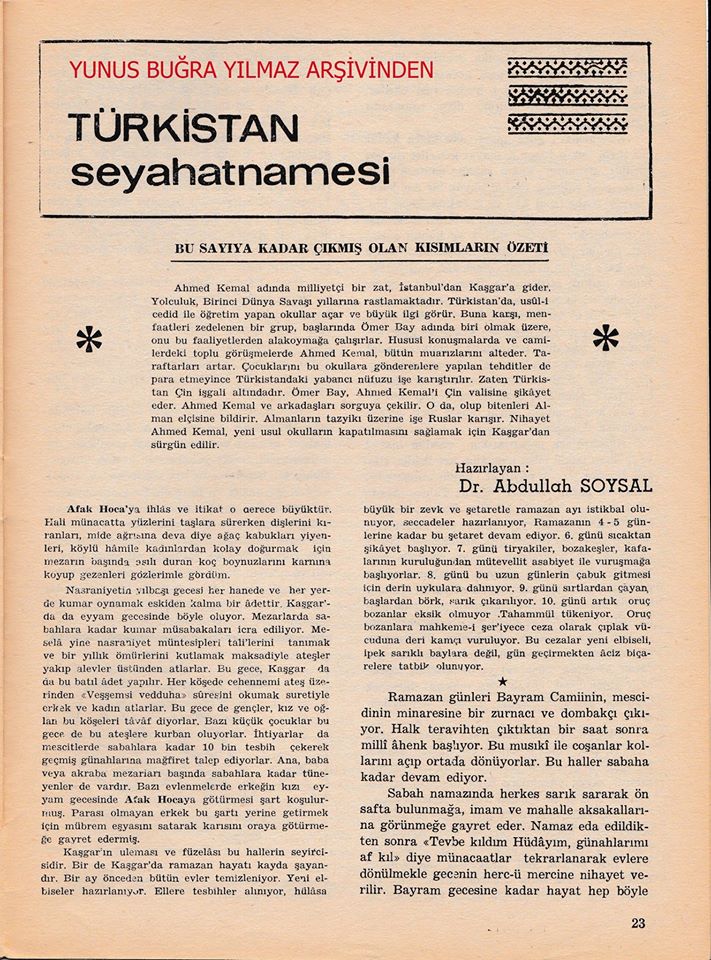 YUNUS BUĞRA YILMAZ ARŞİVİNDEN
TÜRKİSTAN
seyahatnamesi
BU SAYIYA KADAR ÇIKMIŞ OLAN KISIMLARIN ÖZETİ
Ahmed Kemal adında milliyetçi bir zat, İstanbul'dan Kaşgar'a gider.
Yolculuk, Birinci Dünya Savaşı yıllarına rastlamaktadır. Türkistan'da, usûl-i
cedid ile öğretim yapan okullar açar ve büyük ilgi görür. Buna karşı, men-
faatleri zedelenen bir grup, başlarında Ömer Bay adında biri olmak üzere,
onu bu faaliyetlerden alakoymağa çalışırlar. Hususi konuşmalarda ve cami-
lerdeki toplu görüşmelerde Ahmed Kemal, bütün muarızlarını alteder. Ta-
raftarları artar. Çocuklarını bu okullara gönderenlere yapılan tehditler de
para etmeyince Türkistandaki yabancı nüfuzu işe karıştırılır. Zaten Türkis-
tan Çin işgali altındadır. Ömer Bay, Ahmed Kemal'i Çin valisine şikâyet
eder. Ahmed Kemal ve arkadaşları sorguya çekilir. O da, olup bitenleri Al-
man elçisine bildirir. Almanların tazyiki üzerine işe Ruslar karışır. Nihayet
Ahmed Kemal, yeni usul okulların kapatılmasını sağlamak için Kaşgar'dan
sürgün edilir.
Hazırlayan :
Dr. Abdullah SOYSAL
Afak Hoca'ya ihlâs ve itikat o derece büyüktür.
Hali münacatta yüzlerini taşlara sürerken dişlerini kı-
ranları, mide ağrısına deva diye ağaç kabukları yiyen-
leri, köylü hâmile kadınlardan kolay doğurmak için
mezarın başında asılı duran koç boynuzlarını karnına
koyup gezenleri gözlerimle gördüm.
Nasraniyetin yılbaşı gecesi her hanede ve her yer-
de kumar oynamak eskiden kalma bir âdettir. Kaşgar'-
da da eyyam gecesinde böyle oluyor. Mezarlarda sa-
bahlara kadar kumar müsabakaları icra ediliyor. Me-
selâ yine nasraniyet müntesipleri tali'lerini tanımak
ve bir yıllık ömürlerini kutlamak maksadiyle ateşler
yakıp alevler üstünden atlarlar. Bu gece, Kaşgar da
da bu batıl âdet yapılır. Her köşede cehennemi ateş üze-
rinden «Veşşemsi vedduha» sûresini okumak suretiyle
erkek ve kadın atlarlar. Bu gece de gençler, kız ve oğ-
lan bu köşeleri tâvâf diyorlar. Bazı küçük çocuklar bu
gece de bu ateşlere kurban oluyorlar. İhtiyarlar da
mescitlerde sabahlara kadar 10 bin tesbih çekerek
geçmiş günahlarına mağfiret talep ediyorlar. Ana, baba
veya akraba mezarları başında sabahlara kadar tüne-
yenler de vardır. Bazı evlenmelerde erkeğin kızı ey-
yam gecesinde Afak Hocaya götürmesi şart koşulur-
muş. Parası olmayan erkek bu şartı yerine getirmek
için mübrem eşyasını satarak karısını oraya götürme-
ğe gayret edermiş.
Kaşgar'ın uleması ve füzelâsı bu hallerin seyirci-
sidir. Bir de Kaşgar'da ramazan hayatı kayda şayan-
dır. Bir ay önceden bütün evler temizleniyor. Yeni el-
biseler hazırlanıyor. Ellere tesbihler alınıyor, hülâsa
büyük bir zevk ve şetaretle ramazan ayı istikbal olu-
nuyor, seccadeler hazırlanıyor, Ramazanın 4 - 5 gün-
lerine kadar bu şetaret devam ediyor. 6. günü sıcaktan
şikâyet başlıyor. 7. günü tiryakiler, bozakeşler, kafa-
larının kuruluğundan mütevellit asabiyet ile vuruşmağa
başlıyorlar. 8. günü bu uzun günlerin çabuk gitmesi
için derin uykulara dalınıyor. 9. günü sırtlardan çayan,
başlardan börk, sarık çıkarılıyor. 10. günü artık oruç
bozanlar eksik olmuyor .Tahammül tükeniyor. Oruç
bozanlara mahkeme-i şer'iyece ceza olarak çıplak vü-
cuduna deri kamçı vuruluyor. Bu cezalar yeni elbiseli,
ipek sarıklı baylara değil, gün geçirmekten âciz biça-
relere tatbik olunuyor.
Ramazan günleri Bayram Camiinin, mesci-
dinin minaresine bir zurnacı ve dombakçı çıkı-
yor. Halk teravihten çıktıktan bir saat sonra
millî âhenk başlıyor. Bu musıkî ile coşanlar kol-
larını açıp ortada dönüyorlar. Bu haller sabaha
kadar devam ediyor.
Sabah namazında herkes sarık sararak ön
safta bulunmağa, imam ve mahalle aksakalları-
na görünmeğe gayret eder. Namaz eda edildik-
ten sonra «Tevbe kıldım Hüdâyım, günahlarımı
af kıl» diye münacaatlar tekrarlanarak evlere
dönülmekle gecenin herc-ü mercine nihayet ve-
rilir. Bayram gecesine kadar hayat hep böyle
23